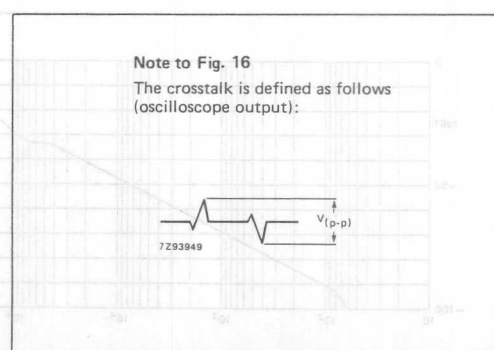 Note to Fig. 16
The crosstalk is defined as follows
(oscilloscope output):
V(p-p)
7Z93949